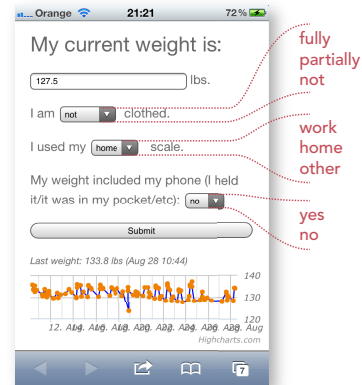 Orange 21:21 72%
My current weight is:
127.5 lbs.
I am not clothed.
I used my home scale.
My weight included my phone (I held
it/it was in my pocket/etc): no
Submit
Last weight: 133.8 lbs (Aug 28 10:44)
140
130
120
12. Aug
Highcharts.com
7
fully
partially
not
work
home
other
yes
no